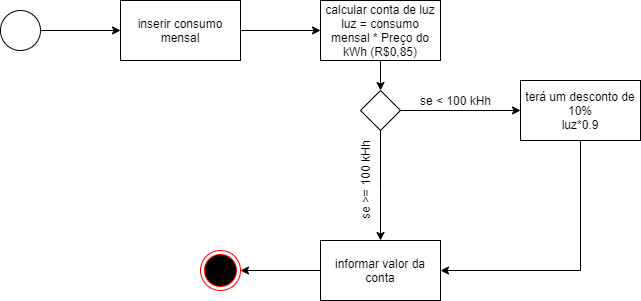 inserir consumo
mensal
calcular conta de luz
luz = consumo
mensal * Preço do
kWh (R$0,85)
se < 100 kHh
terá um desconto de
10%
luz*0.9
se >= 100 kHh
informar valor da
conta